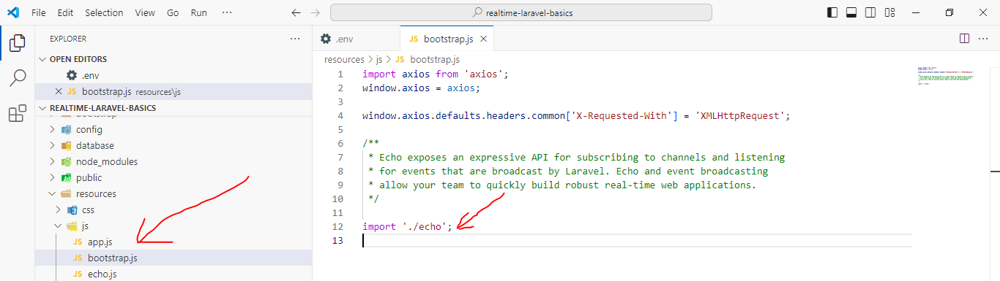 File Edit Selection View Go Run ··· realtime-laravel-basics
EXPLORER ···
OPEN EDITORS
.env
JS bootstrap.js resources\js
REALTIME-LARAVEL-BASICS
bootstrap
config
database
node_modules
public
resources
css
js
JS app.js
JS bootstrap.js
JS echo.js
.env JS bootstrap.js
resources > js > JS bootstrap.js
1 import axios from 'axios';
2 window.axios = axios;
3
4 window.axios.defaults.headers.common['X-Requested-With'] = 'XMLHttpRequest';
5
6 /**
7 * Echo exposes an expressive API for subscribing to channels and listening
8 * for events that are broadcast by Laravel. Echo and event broadcasting
9 * allow your team to quickly build robust real-time web applications.
10 */
11
12 import './echo';
13